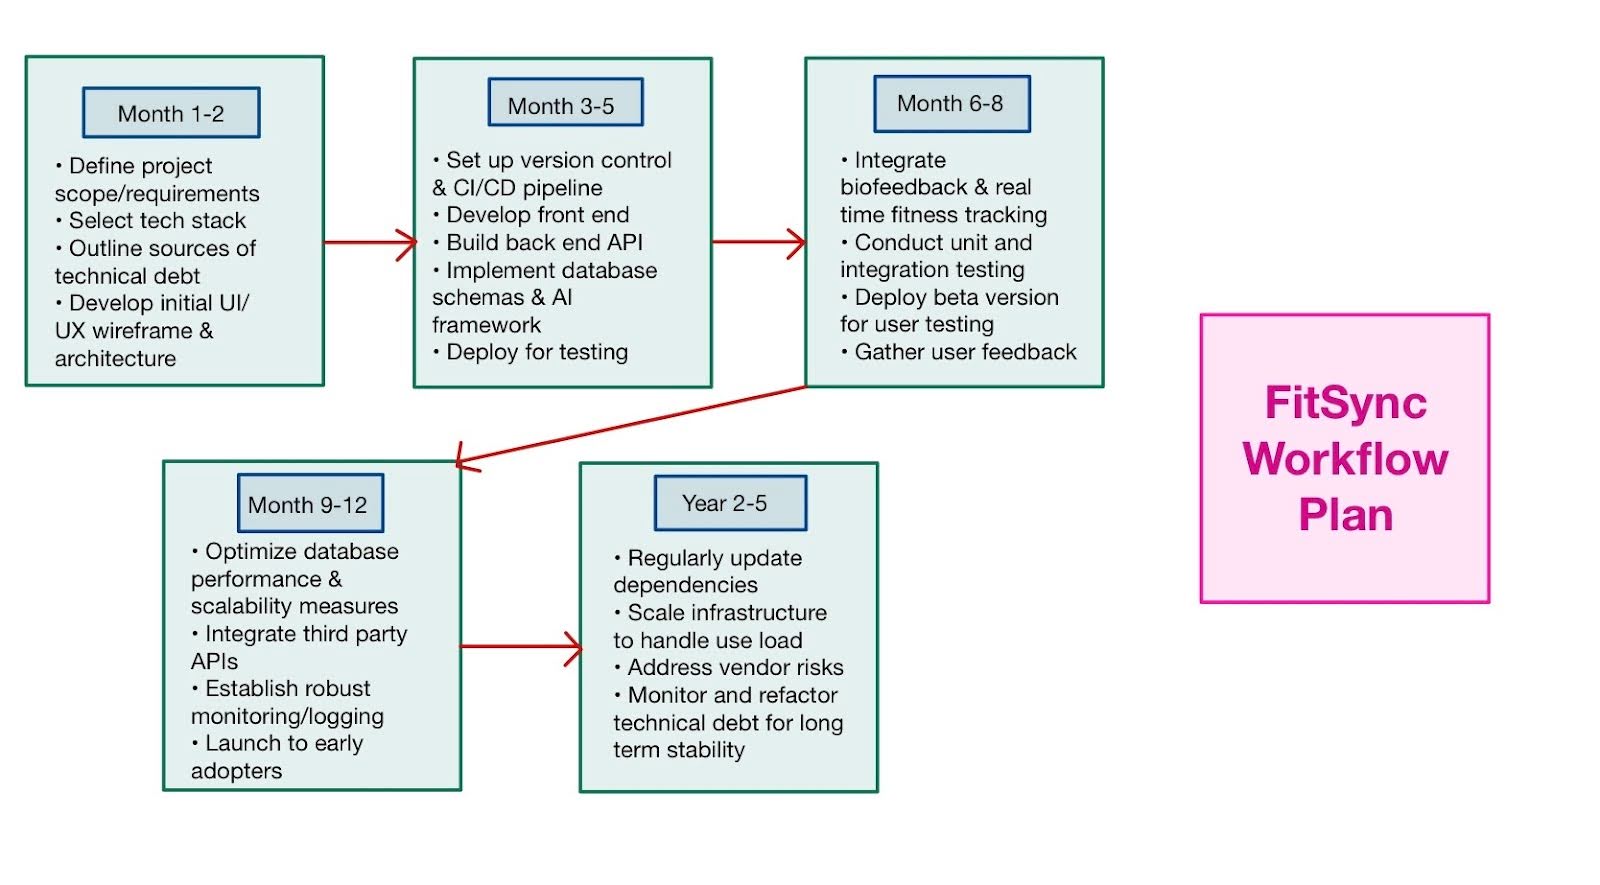 Month 1-2
• Define project
scope/requirements
• Select tech stack
• Outline sources of
technical debt
• Develop initial UI/
UX wireframe &
architecture
Month 3-5
• Set up version control
& CI/CD pipeline
• Develop front end
• Build back end API
• Implement database
schemas & AI
framework
• Deploy for testing
Month 6-8
• Integrate
biofeedback & real
time fitness tracking
• Conduct unit and
integration testing
• Deploy beta version
for user testing
• Gather user feedback
Month 9-12
• Optimize database
performance &
scalability measures
• Integrate third party
APIs
• Establish robust
monitoring/logging
• Launch to early
adopters
Year 2-5
• Regularly update
dependencies
• Scale infrastructure
to handle use load
• Address vendor risks
• Monitor and refactor
technical debt for long
term stability
FitSync
Workflow
Plan